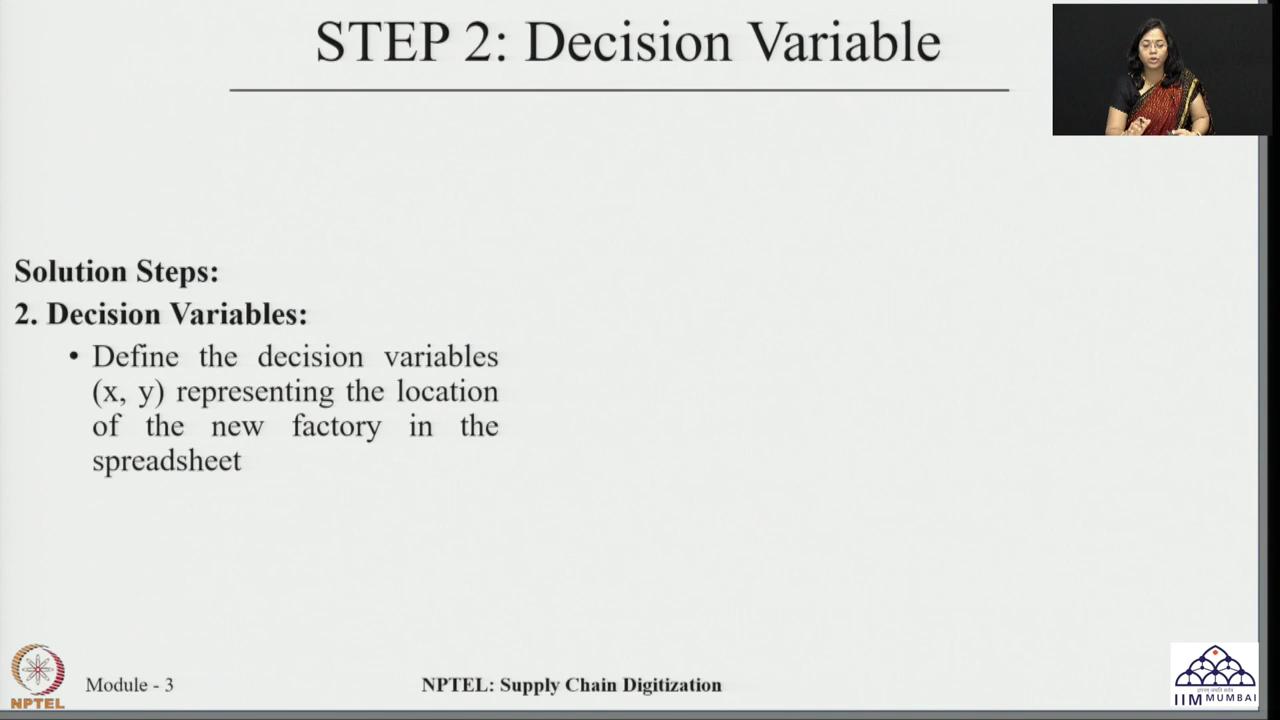 STEP 2: Decision Variable
Solution Steps:
2. Decision Variables:
• Define the decision variables
(x, y) representing the location
of the new factory in the
spreadsheet
NPTEL
Module - 3
NPTEL: Supply Chain Digitization
IIM MUMBAI